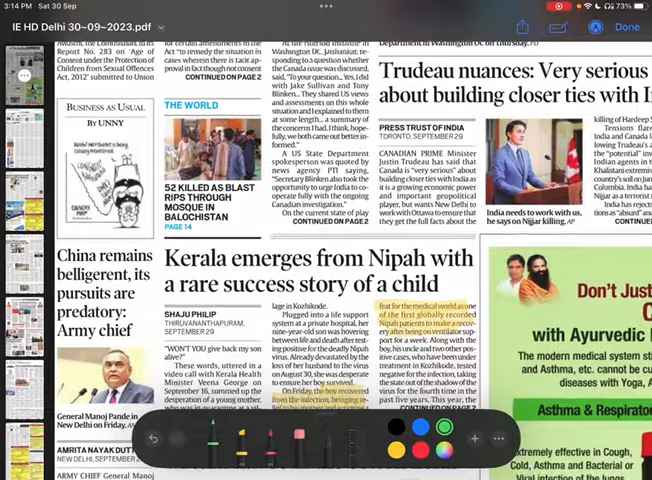 3:14 PM Sat 30 Sep
73%
IE HD Delhi 30~09~2023.pdf
Done
Report No. 283 on 'Age of
Consent under the Protection
of Children from Sexual Offences
Act, 2012' submitted to Union
for certain amendments to the
Act "to remedy the situation in
cases wherein there is tacit ap-
proval in fact though not consent
CONTINUED ON PAGE 2
BUSINESS AS USUAL
BY UNNY
THE WORLD
52 KILLED AS BLAST
RIPS THROUGH
MOSQUE IN
BALOCHISTAN
PAGE 14
sponding to a question whether
the Canada issue was discussed,
said, "To your question... Yes, I did
with Jake Sullivan and Tony
Blinken... They shared US views
and assessments on this whole
situation and I explained to them
at some length... a summary of
the concerns I had. I think, hope-
fully, we both came out better in-
formed."
A US State Department
spokesperson was quoted by
news agency PTI saying,
"Secretary Blinken also took the
opportunity to urge India to co-
operate fully with the ongoing
Canadian investigation."
On the current state of play
CONTINUED ON PAGE 2
Department in Washington DC on Thursday. PTI
Trudeau nuances: Very serious
about building closer ties with I
PRESS TRUST OF INDIA
TORONTO, SEPTEMBER 29
CANADIAN PRIME Minister
Justin Trudeau has said that
Canada is "very serious" about
building closer ties with India as
it is a growing economic power
and important geopolitical
player, but wants New Delhi to
work with Ottawa to ensure that
they get the full facts about the
India needs to work with us,
he says on Nijjar killing. AP
killing of Hardeep S
Tensions flare
India and Canada l
lowing Trudeau's a
the "potential" inv
Indian agents in t
Khalistani extremis
country's soil on Jun
Columbia. India ha
India has reject
tions as "absurd" and
CONTINUE
China remains
belligerent, its
pursuits are
predatory:
Army chief
General Manoj Pande in
New Delhi on Friday. AN
AMRITA NAYAK DUTT
NEW DELHI, SEPTEMBER 2
ARMY CHIEF General Manoj
Kerala emerges from Nipah with
a rare success story of a child
SHAJU PHILIP
THIRUVANANTHAPURAM,
SEPTEMBER 29
"WON'T YOU give back my son
alive?"
These words, uttered in a
video call with Kerala Health
Minister Veena George on
September 16, summed up the
desperation of a young mother,
who was in quarantine at a vil-
lage in Kozhikode.
Plugged into a life support
system at a private hospital, her
nine-year-old son was hovering
between life and death after test-
ing positive for the deadly Nipah
virus. Already devastated by the
loss of her husband to the virus
on August 30, she was desperate
to ensure her boy survived.
On Friday, the boy recovered
from the infection, bringing re-
feat for the medical world as one
of the first globally recorded
Nipah patients to make a recov-
ery after being on ventilator sup-
port for a week. Along with the
boy, his uncle and two other pos-
itive cases, who have been under
treatment in Kozhikode, tested
negative for the infection, taking
the state out of the shadow of the
virus for the fourth time in the
past five years. This year, the
CONTINUED ON PAGE 2
Don't Just
with Ayurvedic
The modern medical system sti
and Asthma, etc. cannot be cu
diseases with Yoga, A
Asthma & Respirato
xtremely effective in Cough,
Cold, Asthma and Bacterial or
Viral infection of the lungs